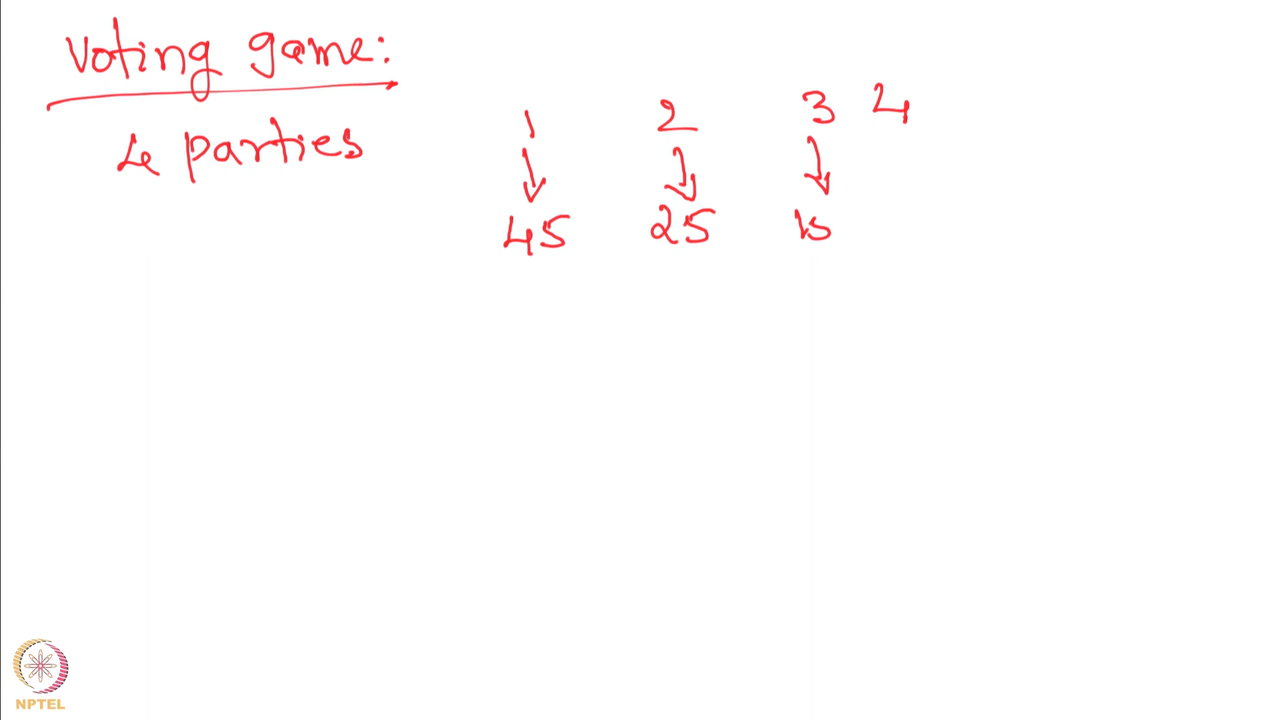 Voting game:
4 parties
1 2 3 4
↓ ↓ ↓
45 25 15
NPTEL